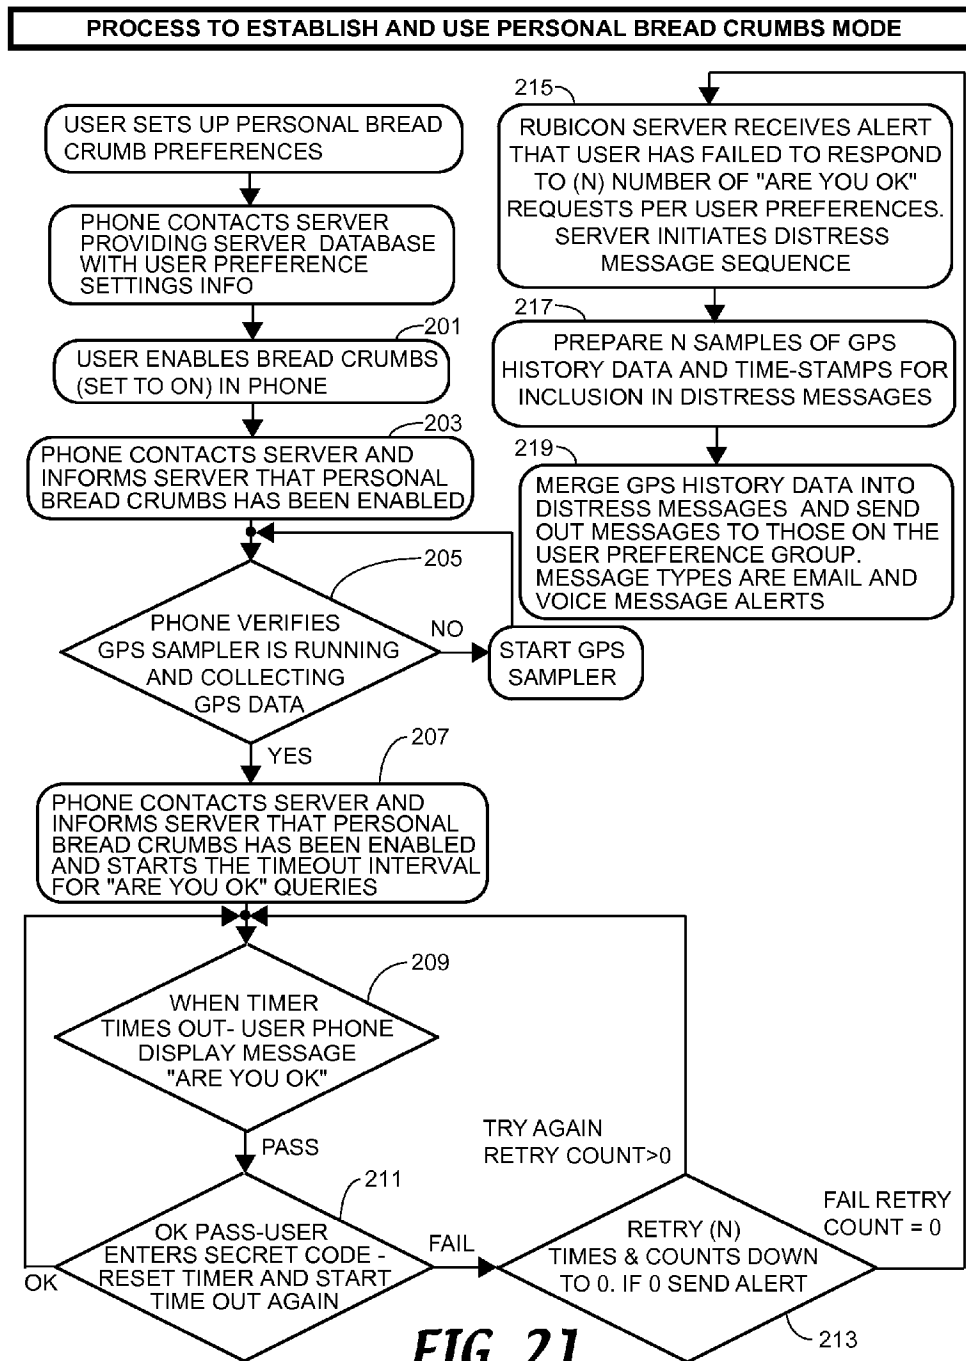 PROCESS TO ESTABLISH AND USE PERSONAL BREAD CRUMBS MODE
USER SETS UP PERSONAL BREAD
CRUMB PREFERENCES
PHONE CONTACTS SERVER
PROVIDING SERVER DATABASE
WITH USER PREFERENCE
SETTINGS INFO
201
USER ENABLES BREAD CRUMBS
(SET TO ON) IN PHONE
203
PHONE CONTACTS SERVER AND
INFORMS SERVER THAT PERSONAL
BREAD CRUMBS HAS BEEN ENABLED
205
PHONE VERIFIES
GPS SAMPLER IS RUNNING
AND COLLECTING
GPS DATA
NO
START GPS
SAMPLER
YES
207
PHONE CONTACTS SERVER AND
INFORMS SERVER THAT PERSONAL
BREAD CRUMBS HAS BEEN ENABLED
AND STARTS THE TIMEOUT INTERVAL
FOR "ARE YOU OK" QUERIES
209
WHEN TIMER
TIMES OUT- USER PHONE
DISPLAY MESSAGE
"ARE YOU OK"
PASS
211
OK PASS-USER
ENTERS SECRET CODE -
RESET TIMER AND START
TIME OUT AGAIN
OK
FAIL
TRY AGAIN
RETRY COUNT>0
RETRY (N)
TIMES & COUNTS DOWN
TO 0. IF 0 SEND ALERT
213
FAIL RETRY
COUNT = 0
215
RUBICON SERVER RECEIVES ALERT
THAT USER HAS FAILED TO RESPOND
TO (N) NUMBER OF "ARE YOU OK"
REQUESTS PER USER PREFERENCES.
SERVER INITIATES DISTRESS
MESSAGE SEQUENCE
217
PREPARE N SAMPLES OF GPS
HISTORY DATA AND TIME-STAMPS FOR
INCLUSION IN DISTRESS MESSAGES
219
MERGE GPS HISTORY DATA INTO
DISTRESS MESSAGES AND SEND
OUT MESSAGES TO THOSE ON THE
USER PREFERENCE GROUP.
MESSAGE TYPES ARE EMAIL AND
VOICE MESSAGE ALERTS
FIG. 21